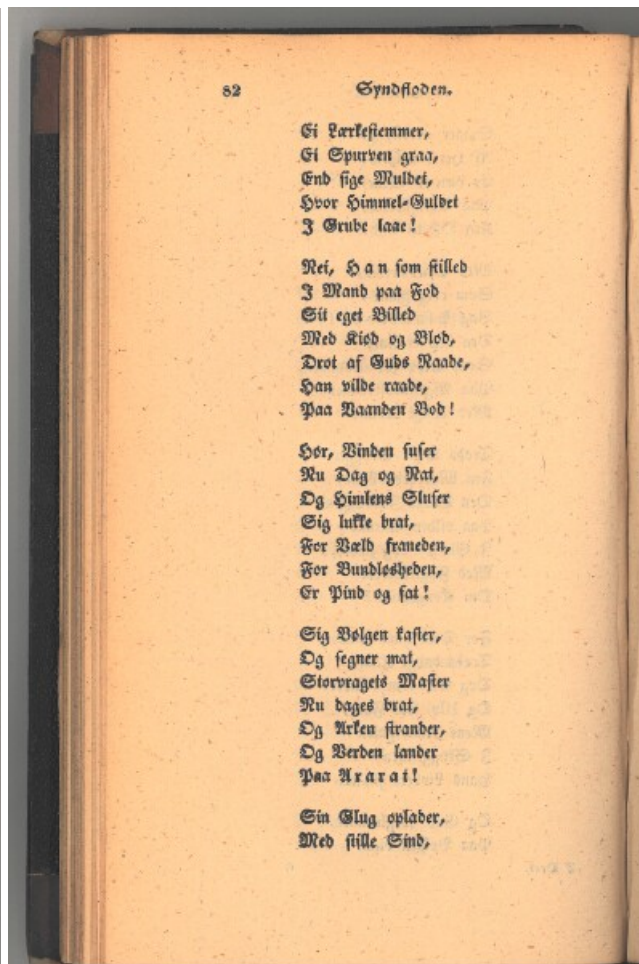 82 Syndfloden.
Ei Lærkestemmer,
Ei Spurven graa,
End sige Muldet,
Hvor Himmel-Guldet
I Grube laae!
Nei, Han som stilled
I Mand paa Fod
Sit eget Billed
Med Kiød og Blod,
Drot af Guds Naade,
Han vilde raade,
Paa Vaanden Bod!
Hør, Vinden suser
Nu Dag og Nat,
Og Himlens Sluser
Sig lukke brat,
For Væld franeden,
For Bundløsheden,
Er Pind og sat!
Sig Bølgen kaster,
Og segner mat,
Storvragets Master
Nu dages brat,
Og Arken strander,
Og Verden lander
Paa Ararat!
Sin Glug oplader,
Med stille Sind,